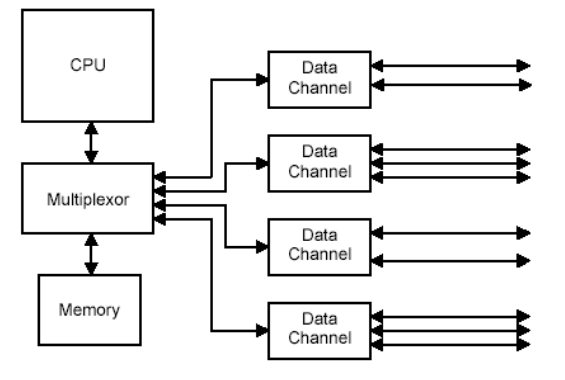 CPU
Multiplexor
Memory
Data
Channel
Data
Channel
Data
Channel
Data
Channel